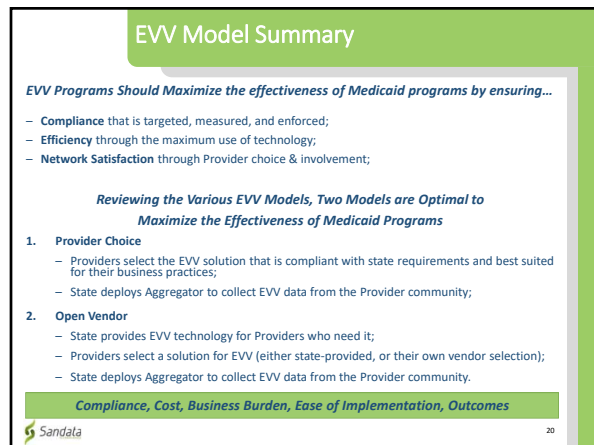 EVV Model Summary
EVV Programs Should Maximize the effectiveness of Medicaid programs by ensuring…
– Compliance that is targeted, measured, and enforced;
– Efficiency through the maximum use of technology;
– Network Satisfaction through Provider choice & involvement;
Reviewing the Various EVV Models, Two Models are Optimal to
Maximize the Effectiveness of Medicaid Programs
1. Provider Choice
– Providers select the EVV solution that is compliant with state requirements and best suited
for their business practices;
– State deploys Aggregator to collect EVV data from the Provider community;
2. Open Vendor
– State provides EVV technology for Providers who need it;
– Providers select a solution for EVV (either state-provided, or their own vendor selection);
– State deploys Aggregator to collect EVV data from the Provider community.
Compliance, Cost, Business Burden, Ease of Implementation, Outcomes
Sandata
20